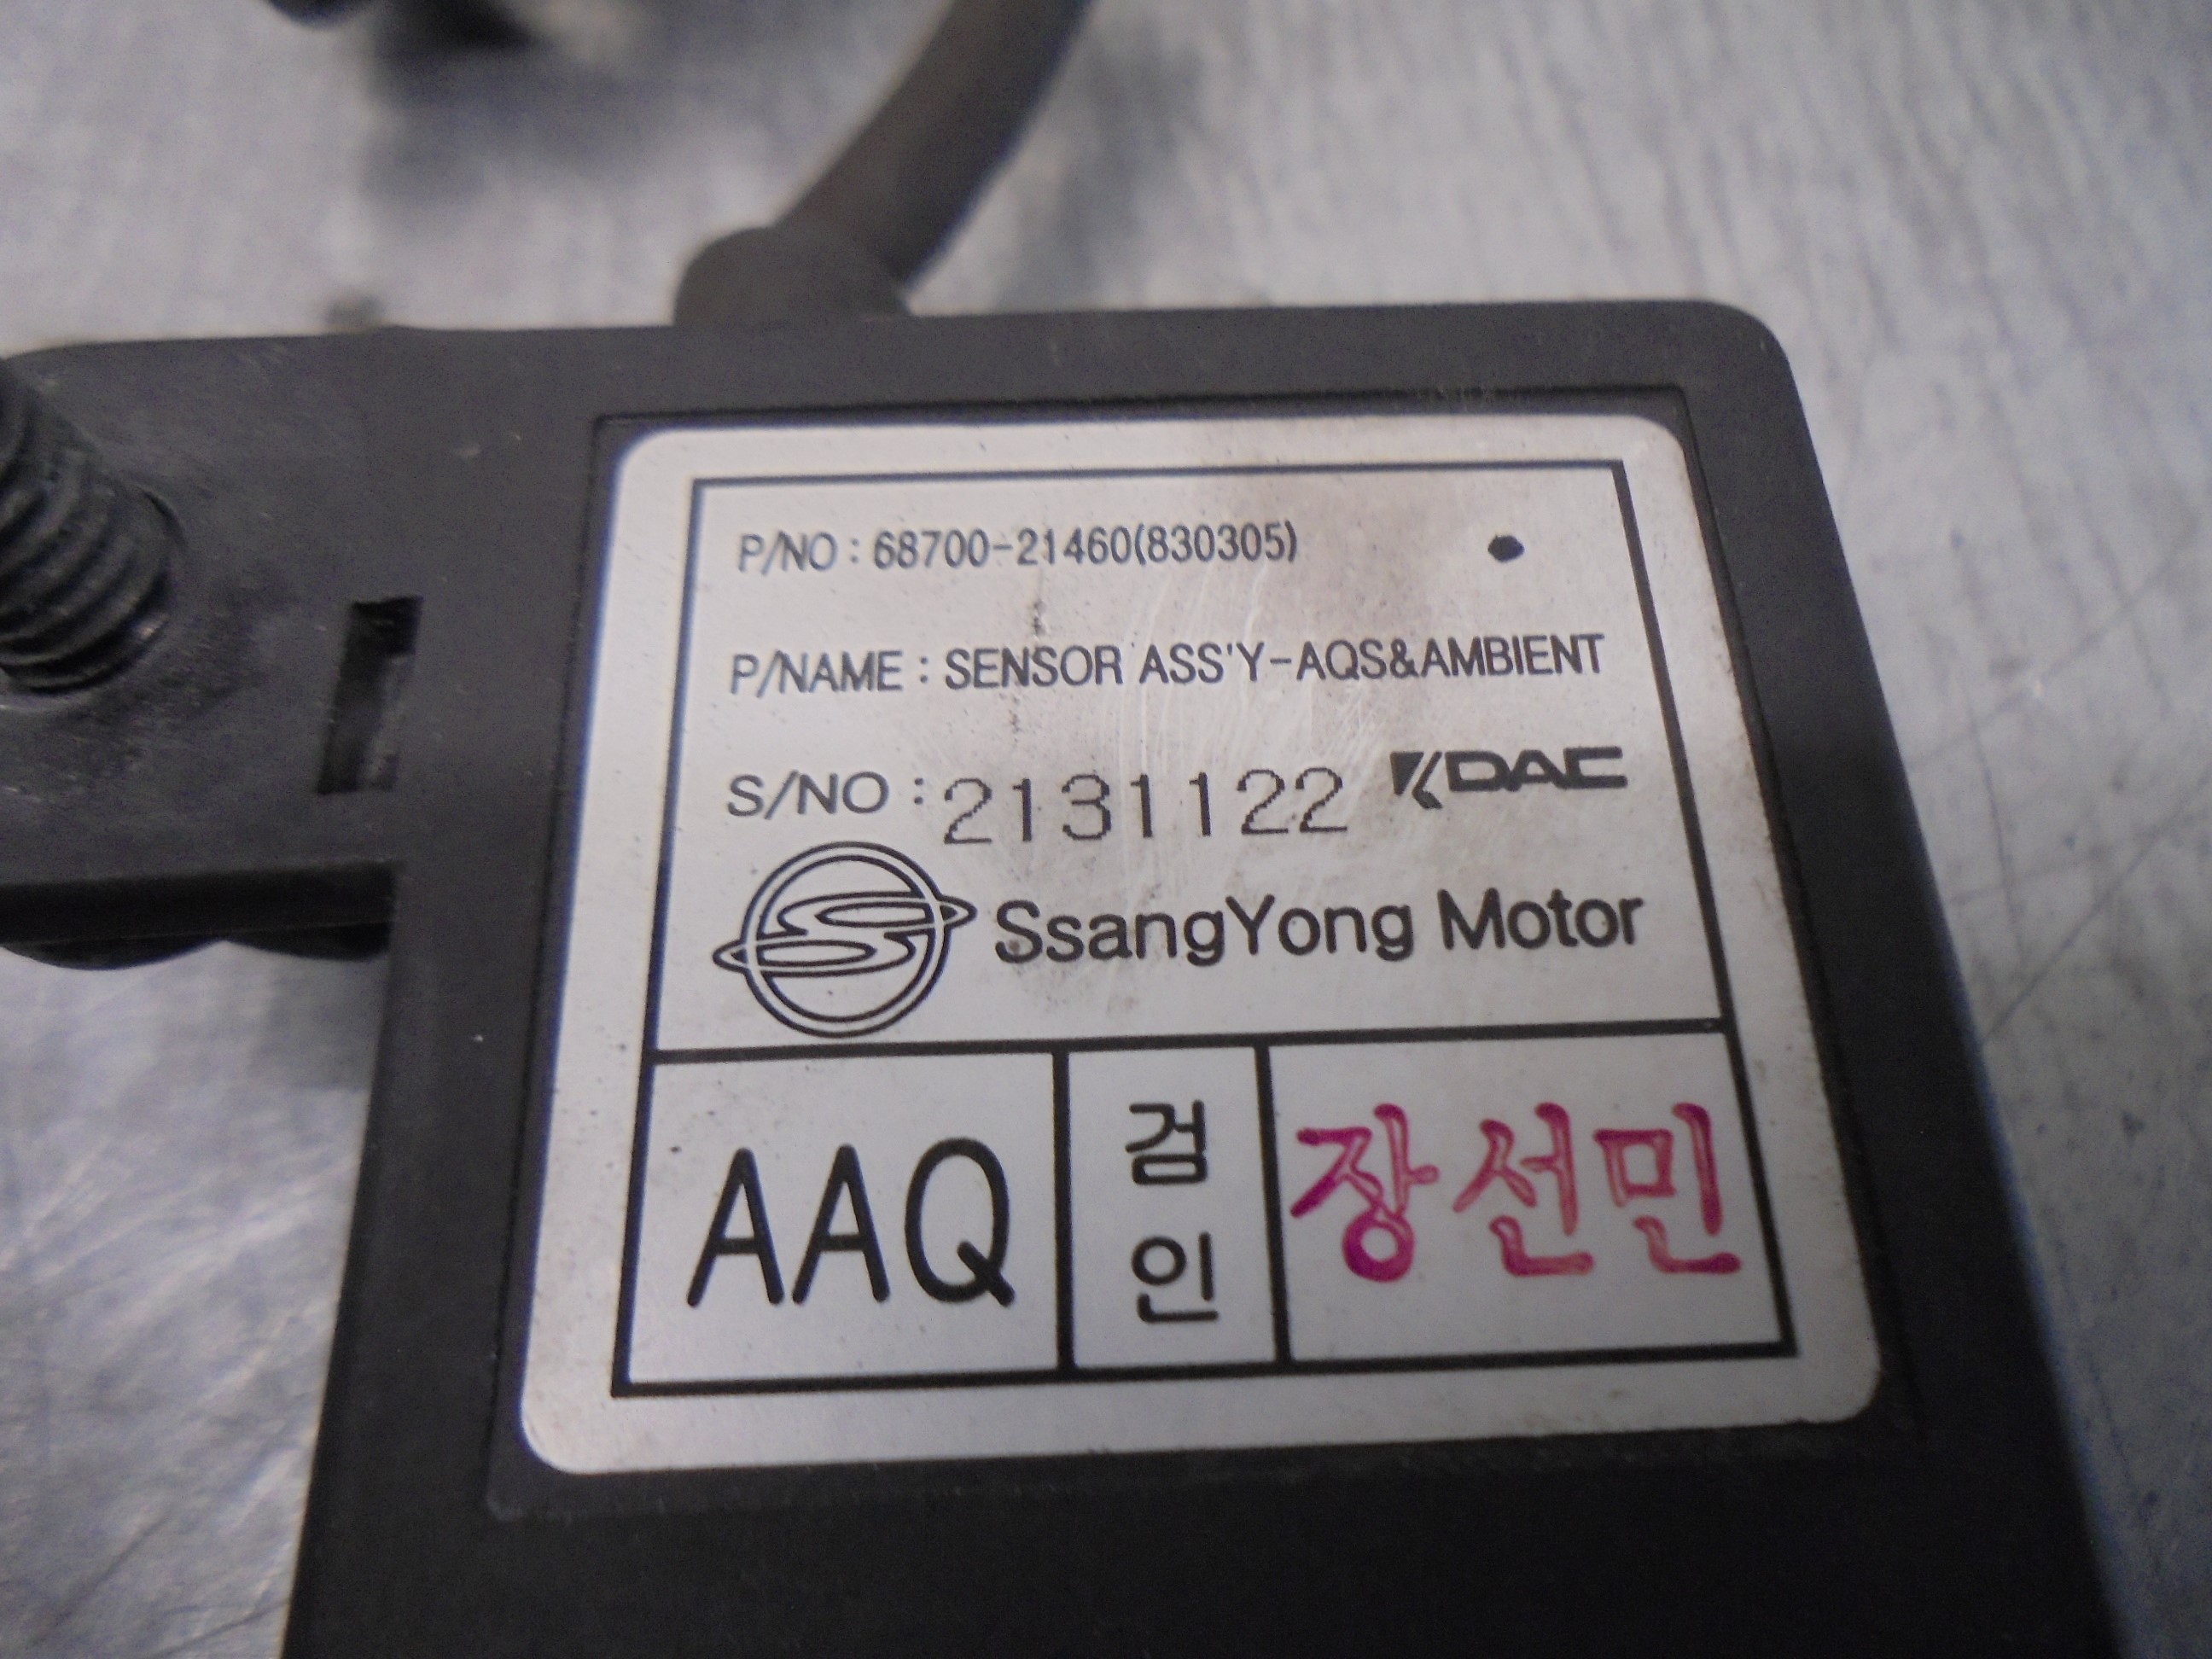 P/NO : 68700-21460(830305)
P/NAME : SENSOR ASS'Y-AQS&AMBIENT
S/NO : 2131122 KDAC
SsangYong Motor
AAQ
검
인
장선민